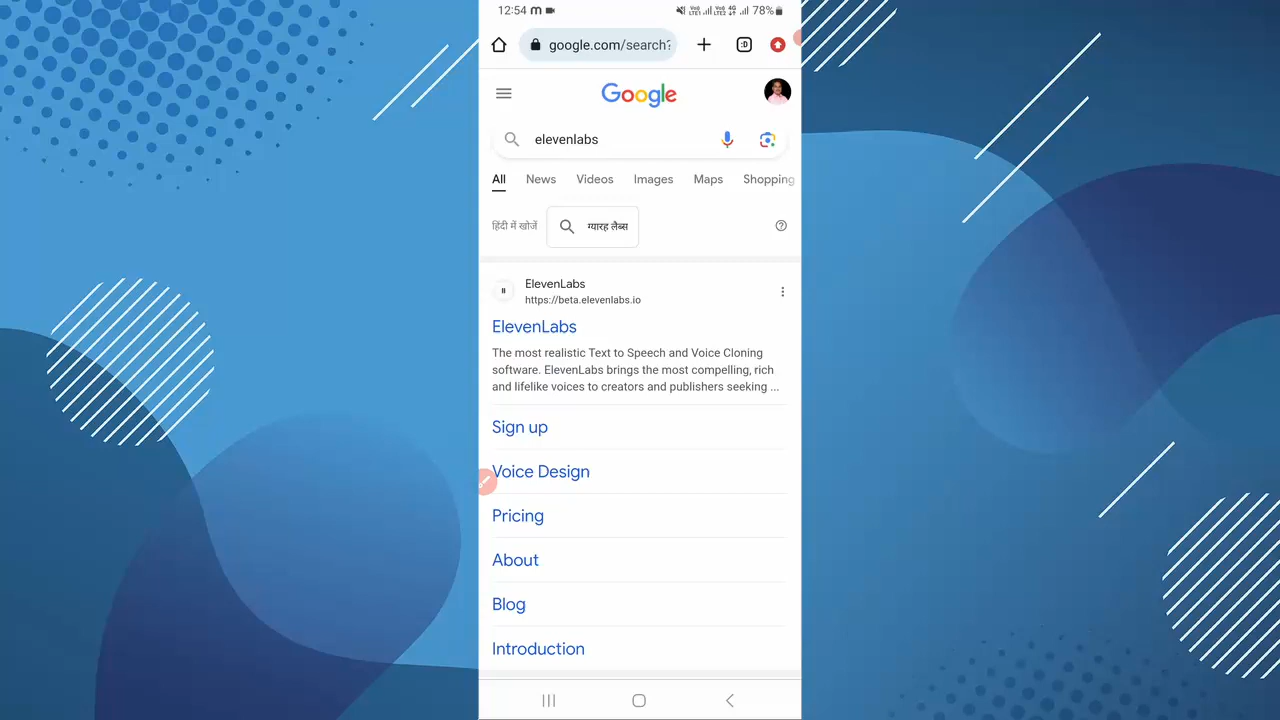 12:54 m 78%
google.com/search?
Google
elevenlabs
All News Videos Images Maps Shopping
हिंदी में खोजें ग्यारह लैब्स
ElevenLabs
https://beta.elevenlabs.io
ElevenLabs
The most realistic Text to Speech and Voice Cloning
software. ElevenLabs brings the most compelling, rich
and lifelike voices to creators and publishers seeking ...
Sign up
Voice Design
Pricing
About
Blog
Introduction